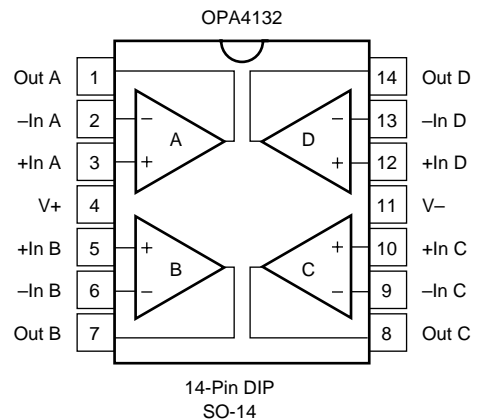 OPA4132
Out A 1 14 Out D
–In A 2 – – 13 –In D
A D
+In A 3 + + 12 +In D
V+ 4 11 V–
+In B 5 + + 10 +In C
B C
–In B 6 – – 9 –In C
Out B 7 8 Out C
14-Pin DIP
SO-14